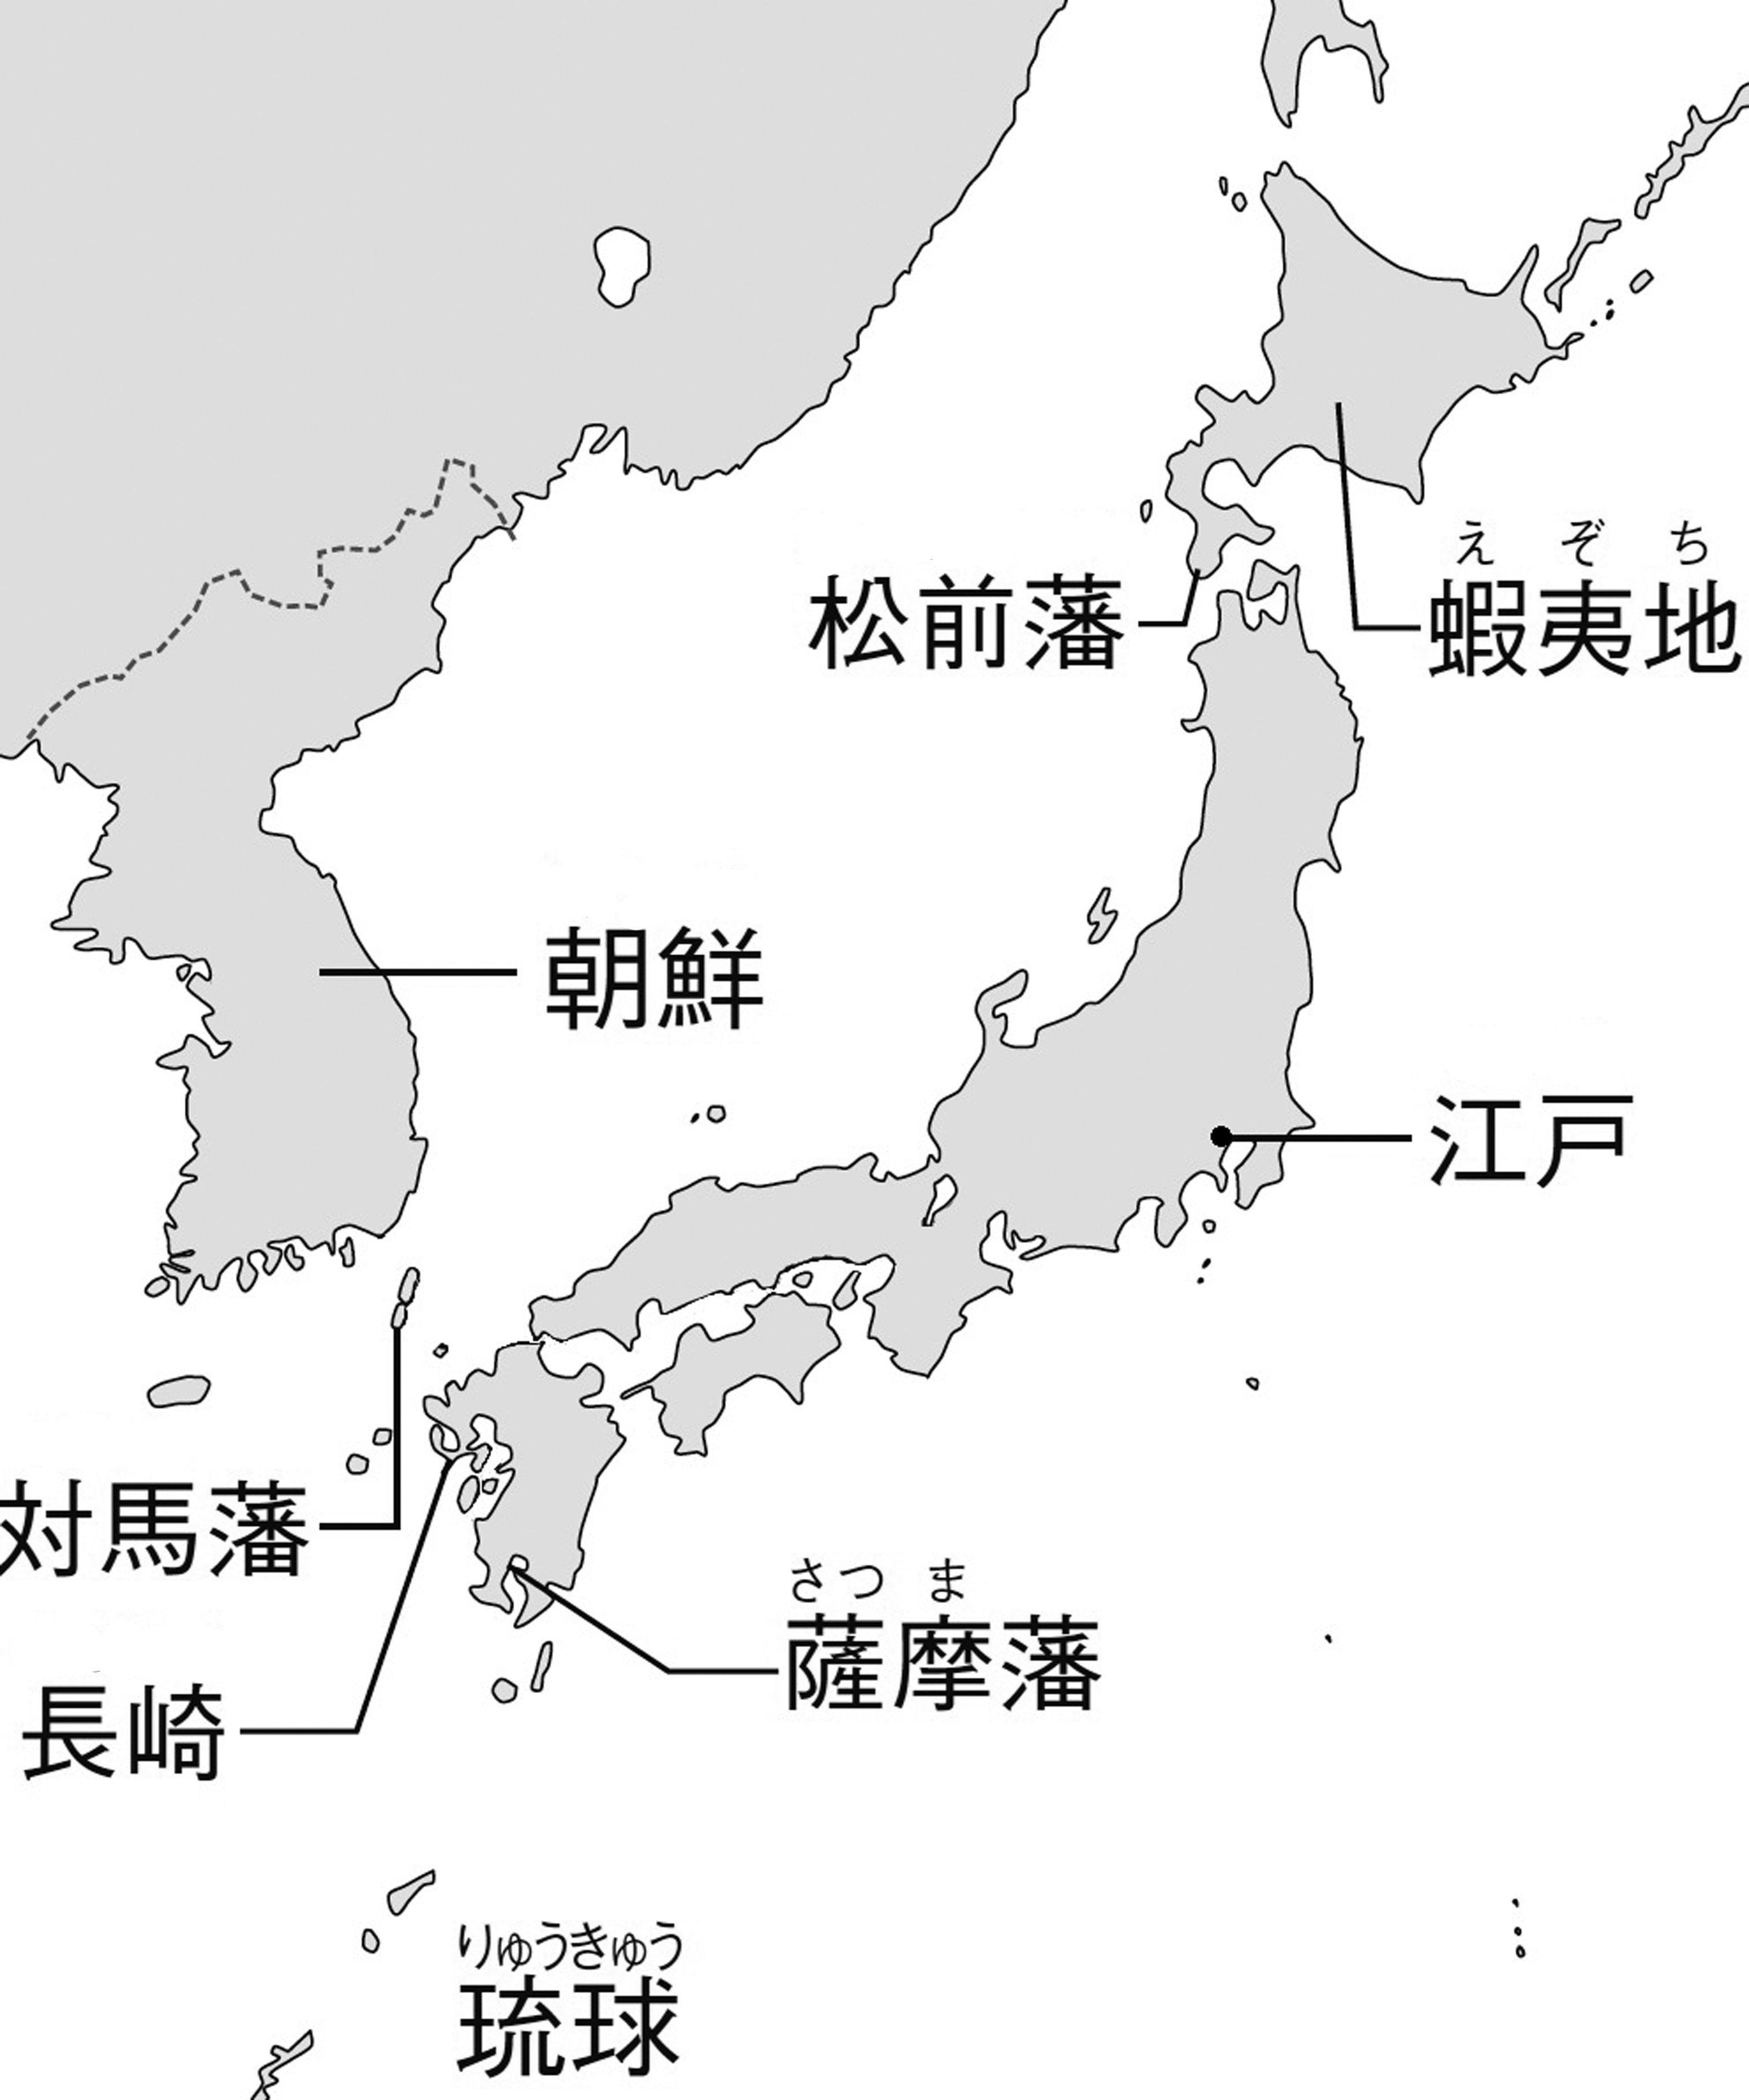 えぞち
蝦夷地
松前藩
朝鮮
江戸
対馬藩
さつま
薩摩藩
長崎
りゅうきゅう
琉球